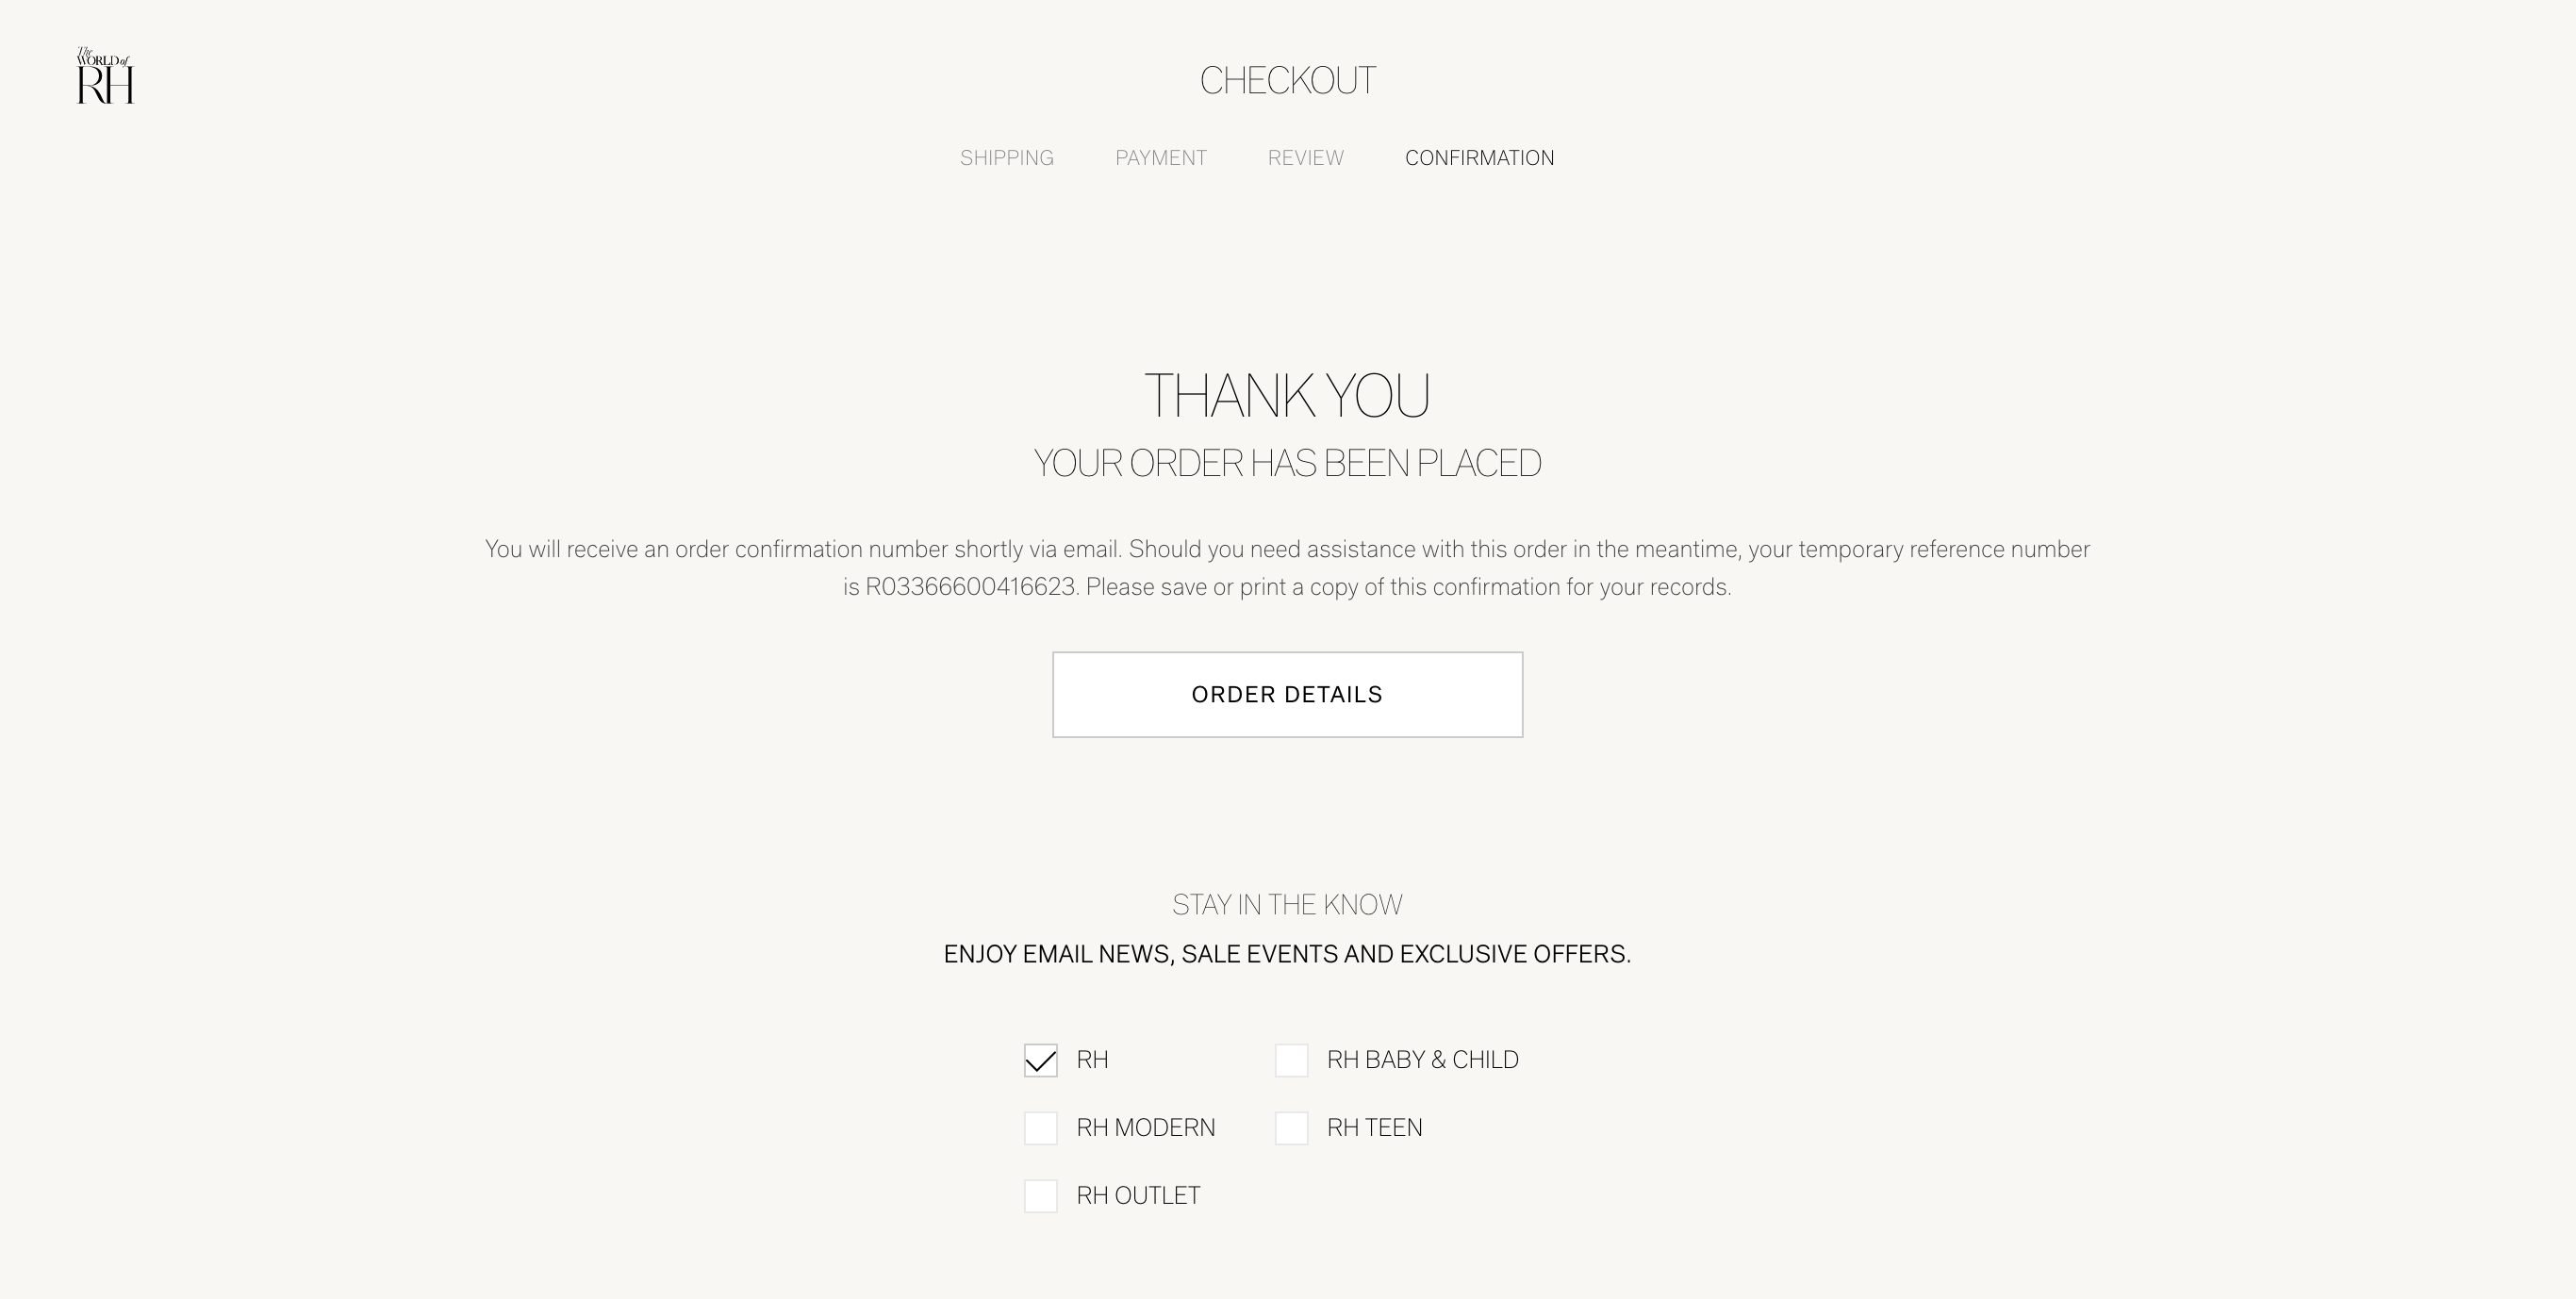 The
WORLD of
RH
CHECKOUT
SHIPPING PAYMENT REVIEW CONFIRMATION
THANK YOU
YOUR ORDER HAS BEEN PLACED
You will receive an order confirmation number shortly via email. Should you need assistance with this order in the meantime, your temporary reference number
is R03366600416623. Please save or print a copy of this confirmation for your records.
ORDER DETAILS
STAY IN THE KNOW
ENJOY EMAIL NEWS, SALE EVENTS AND EXCLUSIVE OFFERS.
RH RH BABY & CHILD
RH MODERN RH TEEN
RH OUTLET